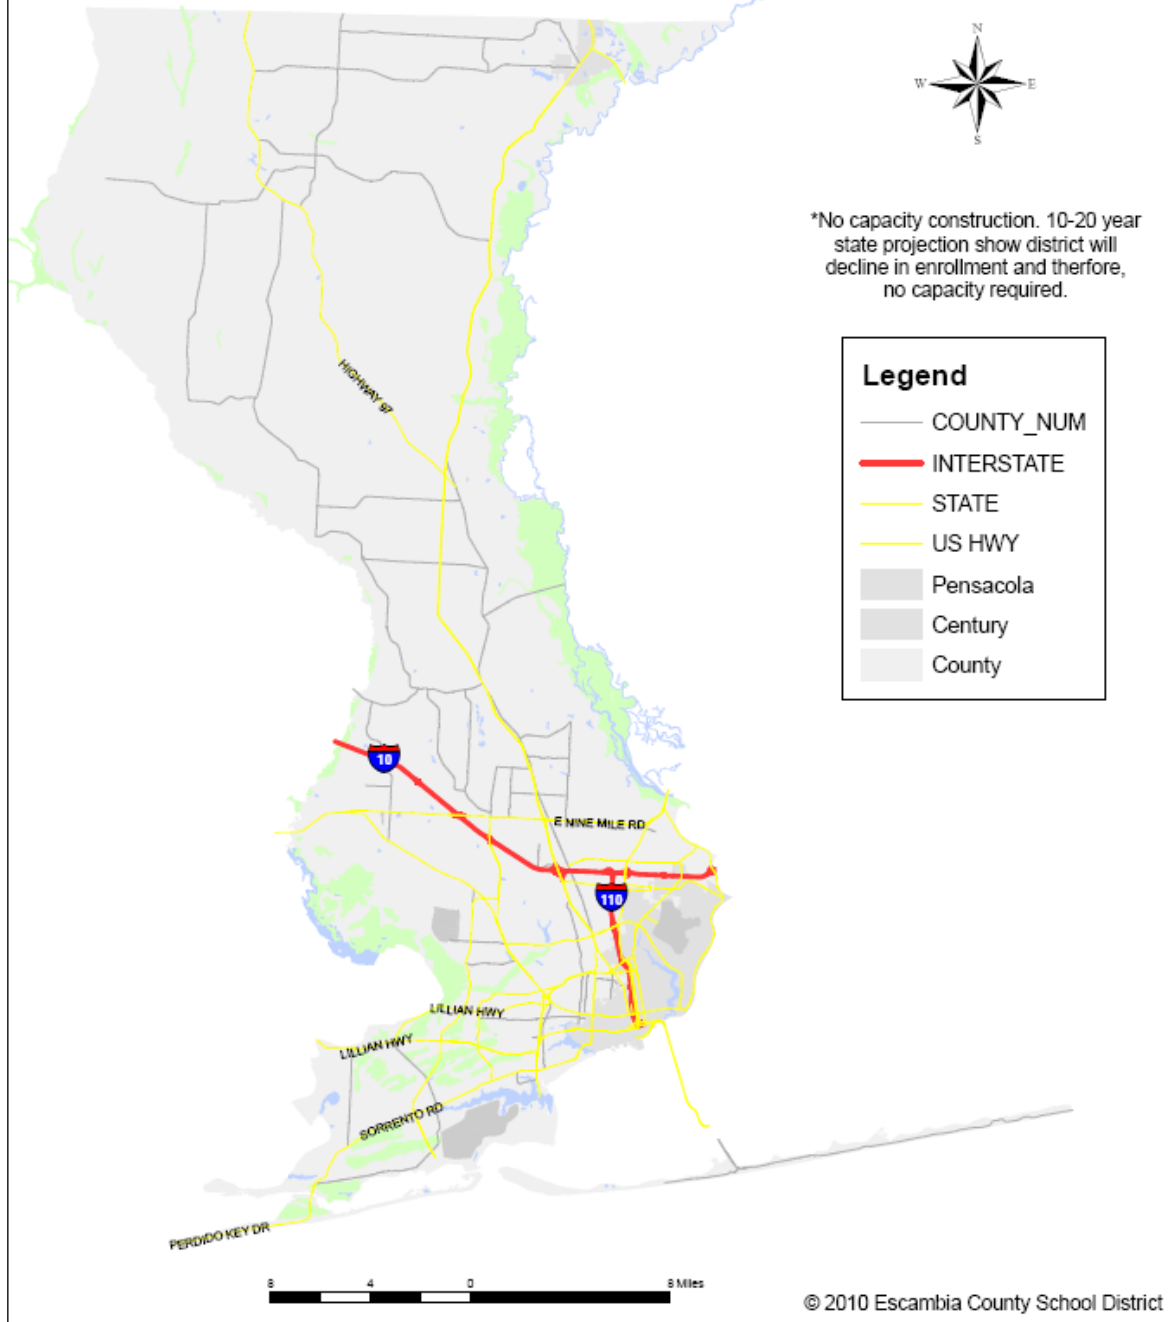 N
W E
S
*No capacity construction. 10-20 year
state projection show district will
decline in enrollment and therfore,
no capacity required.
Legend
COUNTY_NUM
INTERSTATE
STATE
US HWY
Pensacola
Century
County
HIGHWAY 97
10
E NINE MILE RD
110
LILLIAN HWY
LILLIAN HWY
SORRENTO RD
PERDIDO KEY DR
8 4 0 8 Miles
© 2010 Escambia County School District